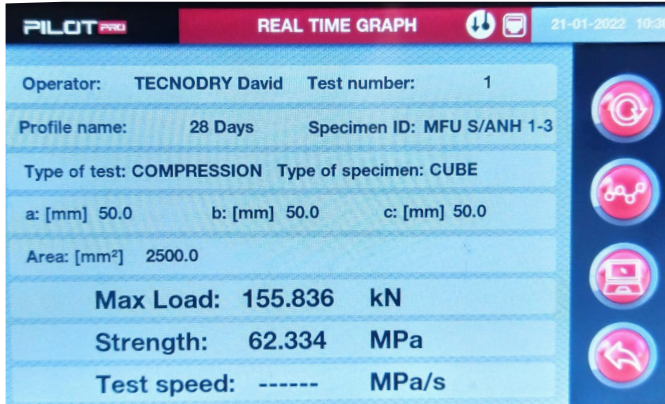 PILOT PRO REAL TIME GRAPH 21-01-2022 10:36
Operator: TECNODRY David Test number: 1
Profile name: 28 Days Specimen ID: MFU S/ANH 1-3
Type of test: COMPRESSION Type of specimen: CUBE
a: [mm] 50.0 b: [mm] 50.0 c: [mm] 50.0
Area: [mm²] 2500.0
Max Load: 155.836 kN
Strength: 62.334 MPa
Test speed: ------ MPa/s